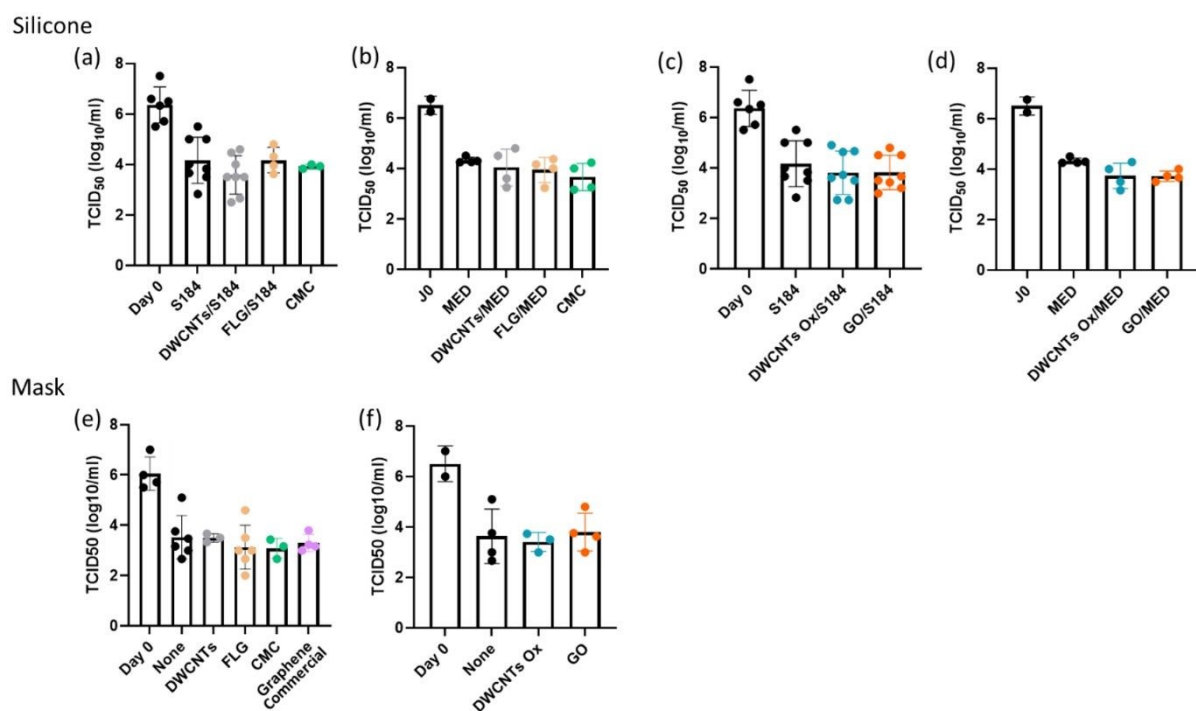 Silicone
(a)
TCID50 (log10/ml)
8
6
4
2
0
Day 0
S184
DWCNTs/S184
FLG/S184
CMC
(b)
TCID50 (log10/ml)
8
6
4
2
0
J0
MED
DWCNTs/MED
FLG/MED
CMC
(c)
TCID50 (log10/ml)
8
6
4
2
0
Day 0
S184
DWCNTs Ox/S184
GO/S184
(d)
TCID50 (log10/ml)
8
6
4
2
0
J0
MED
DWCNTs Ox/MED
GO/MED
Mask
(e)
TCID50 (log10/ml)
8
6
4
2
0
Day 0
None
DWCNTs
FLG
CMC
Graphene
Commercial
(f)
TCID50 (log10/ml)
8
6
4
2
0
Day 0
None
DWCNTs Ox
GO